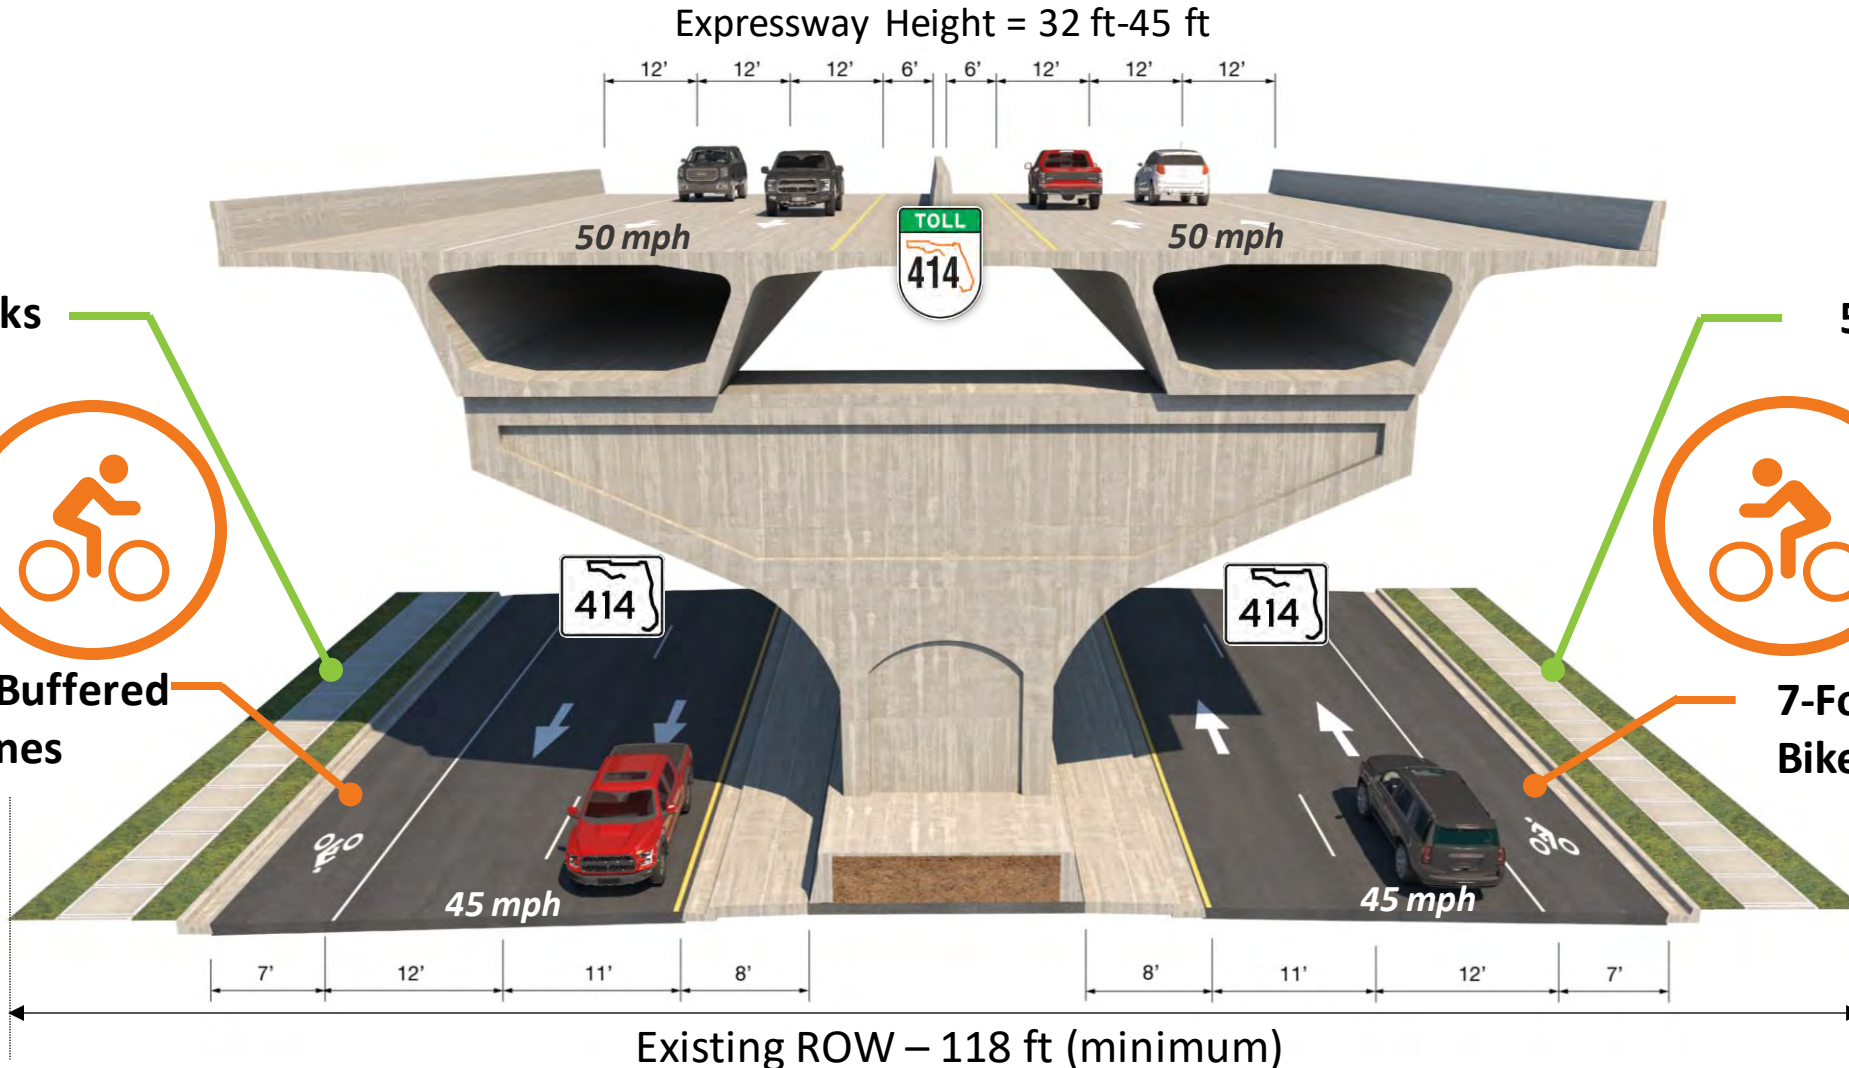 Expressway Height = 32 ft-45 ft
12' 12' 12' 6' 6' 12' 12' 12'
50 mph
50 mph
TOLL
414
ks
5
414
414
Buffered
nes
7-Fo
Bike
45 mph
45 mph
7' 12' 11' 8' 8' 11' 12' 7'
Existing ROW – 118 ft (minimum)